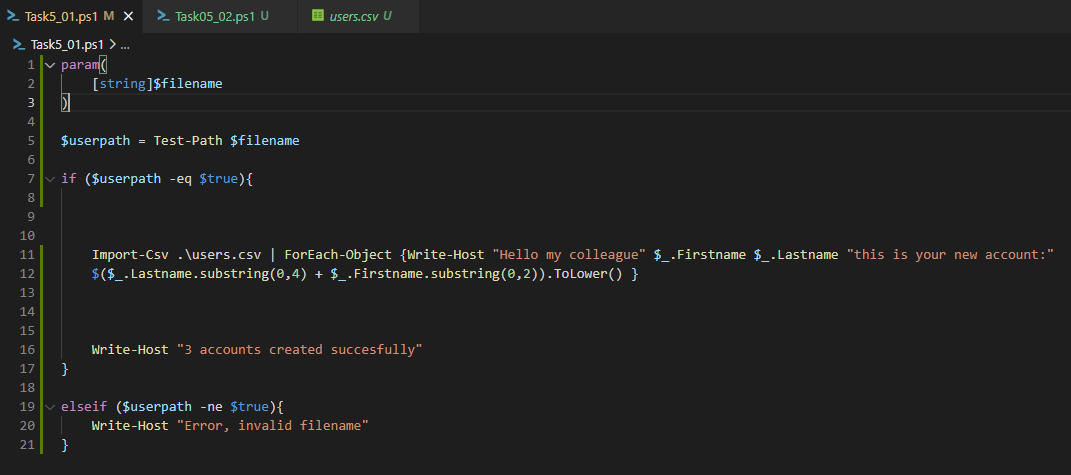 Task5_01.ps1 M
Task05_02.ps1 U
users.csv U
Task5_01.ps1 > ...
1 param(
2 [string]$filename
3 )
4
5 $userpath = Test-Path $filename
6
7 if ($userpath -eq $true){
8
9
10
11 Import-Csv .\users.csv | ForEach-Object {Write-Host "Hello my colleague" $_.Firstname $_.Lastname "this is your new account:"
12 $($_.Lastname.substring(0,4) + $_.Firstname.substring(0,2)).ToLower() }
13
14
15
16 Write-Host "3 accounts created succesfully"
17 }
18
19 elseif ($userpath -ne $true){
20 Write-Host "Error, invalid filename"
21 }